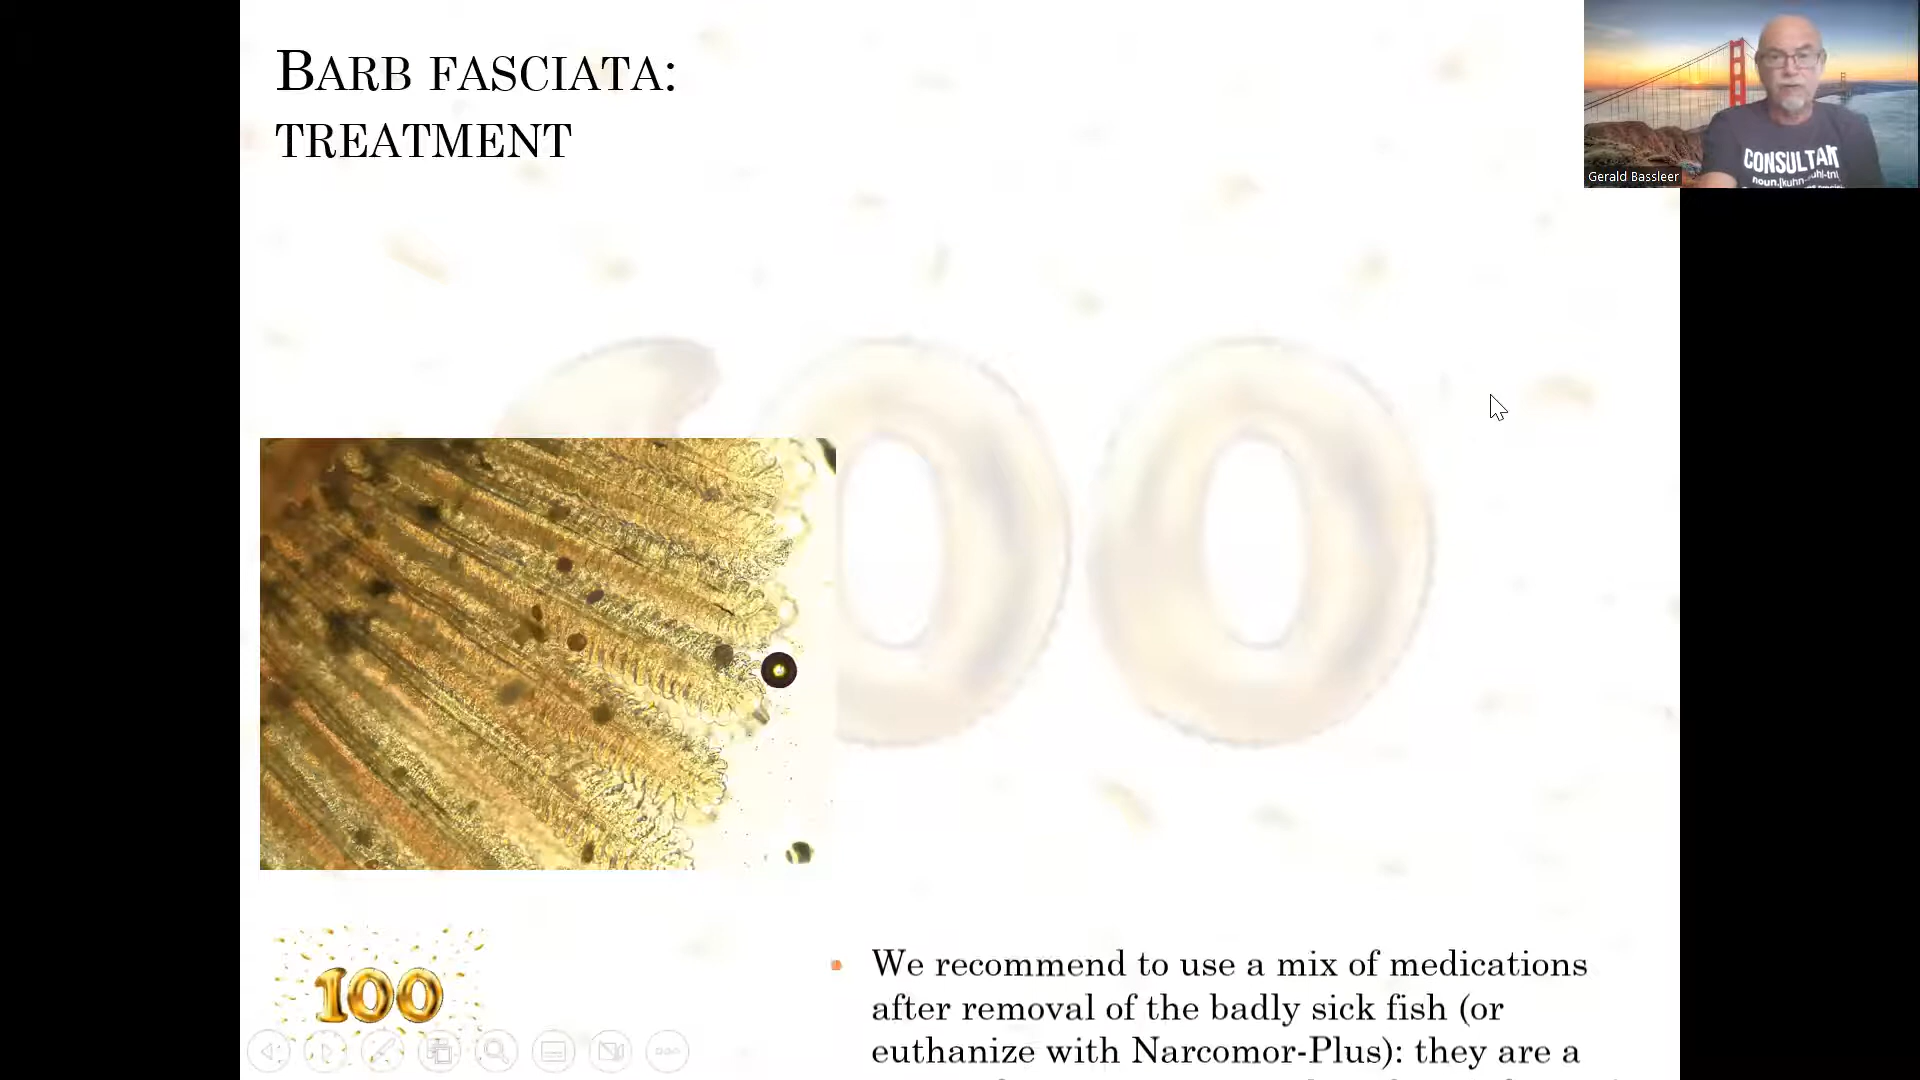 BARB FASCIATA:
TREATMENT
CONSULTANT
Gerald Bassleer
100
We recommend to use a mix of medications
after removal of the badly sick fish (or
euthanize with Narcomor-Plus): they are a